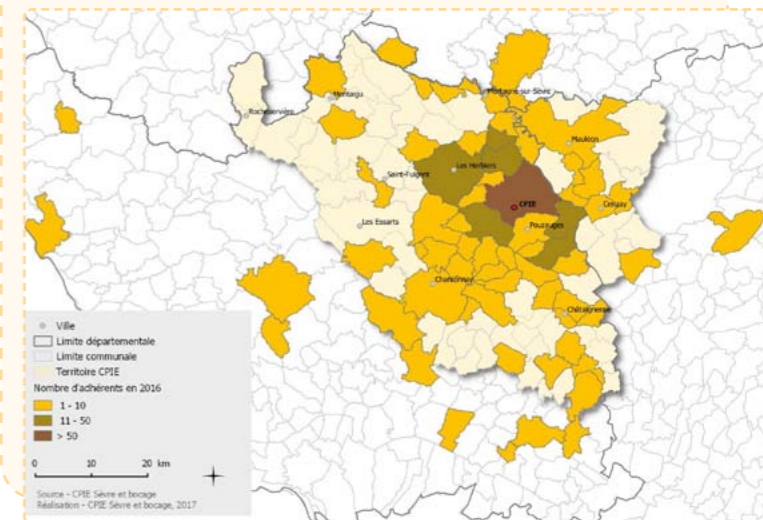 Montaigu
Mortagne-sur-Sèvre
Rocheservière
Mauléon
Les Herbiers
Saint-Fulgent
Cerizay
CPIE
Les Essarts
Pouzauges
Chantonnay
Châtaigneraie
Ville
Limite départementale
Limite communale
Territoire CPIE
Nombre d'adhérents en 2016
1 - 10
11 - 50
> 50
0 10 20 km
Source - CPIE Sèvre et bocage
Réalisation - CPIE Sèvre et bocage, 2017